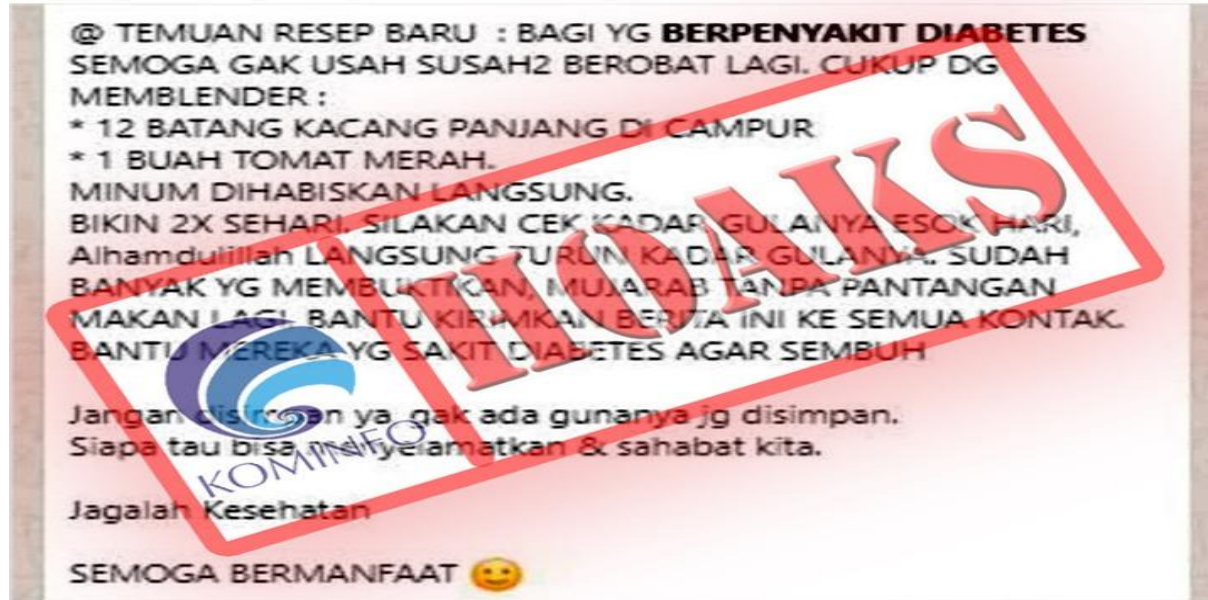 @ TEMUAN RESEP BARU : BAGI YG BERPENYAKIT DIABETES
SEMOGA GAK USAH SUSAH2 BEROBAT LAGI. CUKUP DG
MEMBLENDER :
* 12 BATANG KACANG PANJANG DI CAMPUR
* 1 BUAH TOMAT MERAH.
MINUM DIHABISKAN LANGSUNG.
BIKIN 2X SEHARI. SILAKAN CEK KADAR GULANYA ESOK HARI,
Alhamdulillah LANGSUNG TURUN KADAR GULANYA. SUDAH
BANYAK YG MEMBUKTIKAN, MUJARAB TANPA PANTANGAN
MAKAN LAGI. BANTU KIRIMKAN BERITA INI KE SEMUA KONTAK.
BANTU MEREKA YG SAKIT DIABETES AGAR SEMBUH
Jangan disimpan ya gak ada gunanya jg disimpan.
Siapa tau bisa menyelamatkan & sahabat kita.
Jagalah Kesehatan
SEMOGA BERMANFAAT
KOMINFO
HOAKS